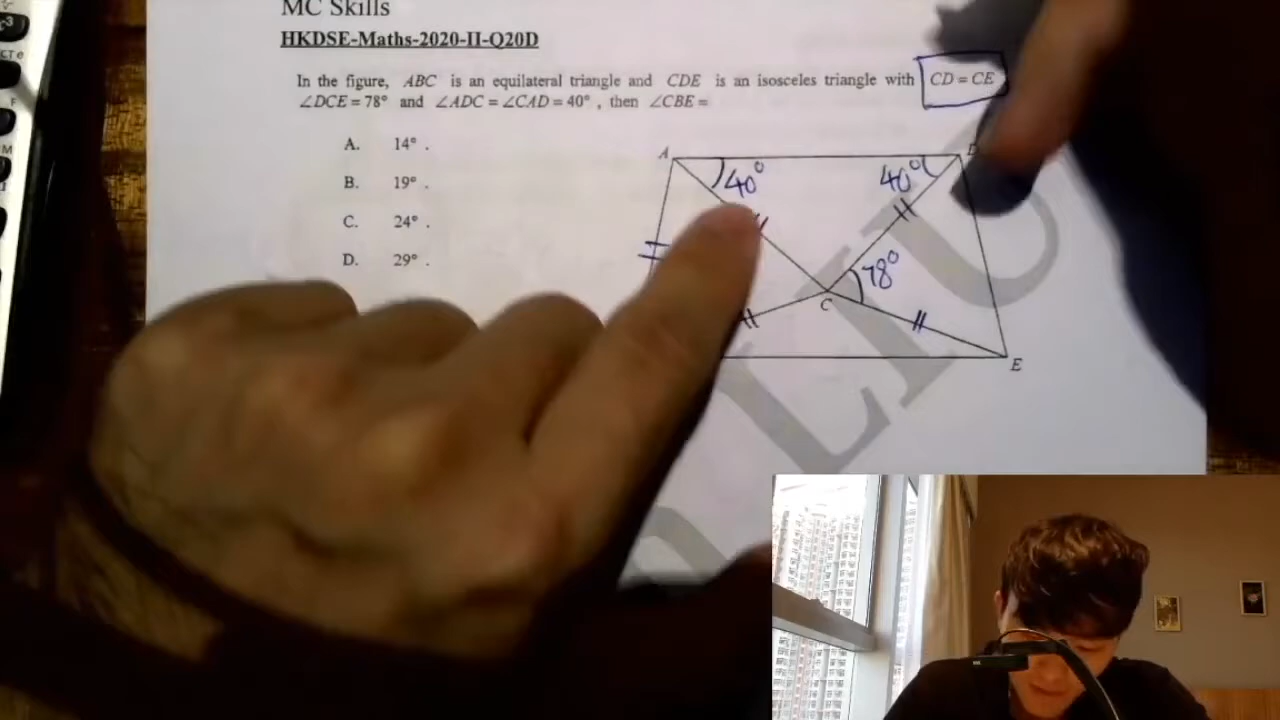 MC Skills
HKDSE-Maths-2020-II-Q20D
In the figure, ABC is an equilateral triangle and CDE is an isosceles triangle with CD = CE
∠DCE = 78° and ∠ADC = ∠CAD = 40° , then ∠CBE =
A. 14° .
B. 19° .
C. 24° .
D. 29° .
A
D
40°
40°
78°
C
E